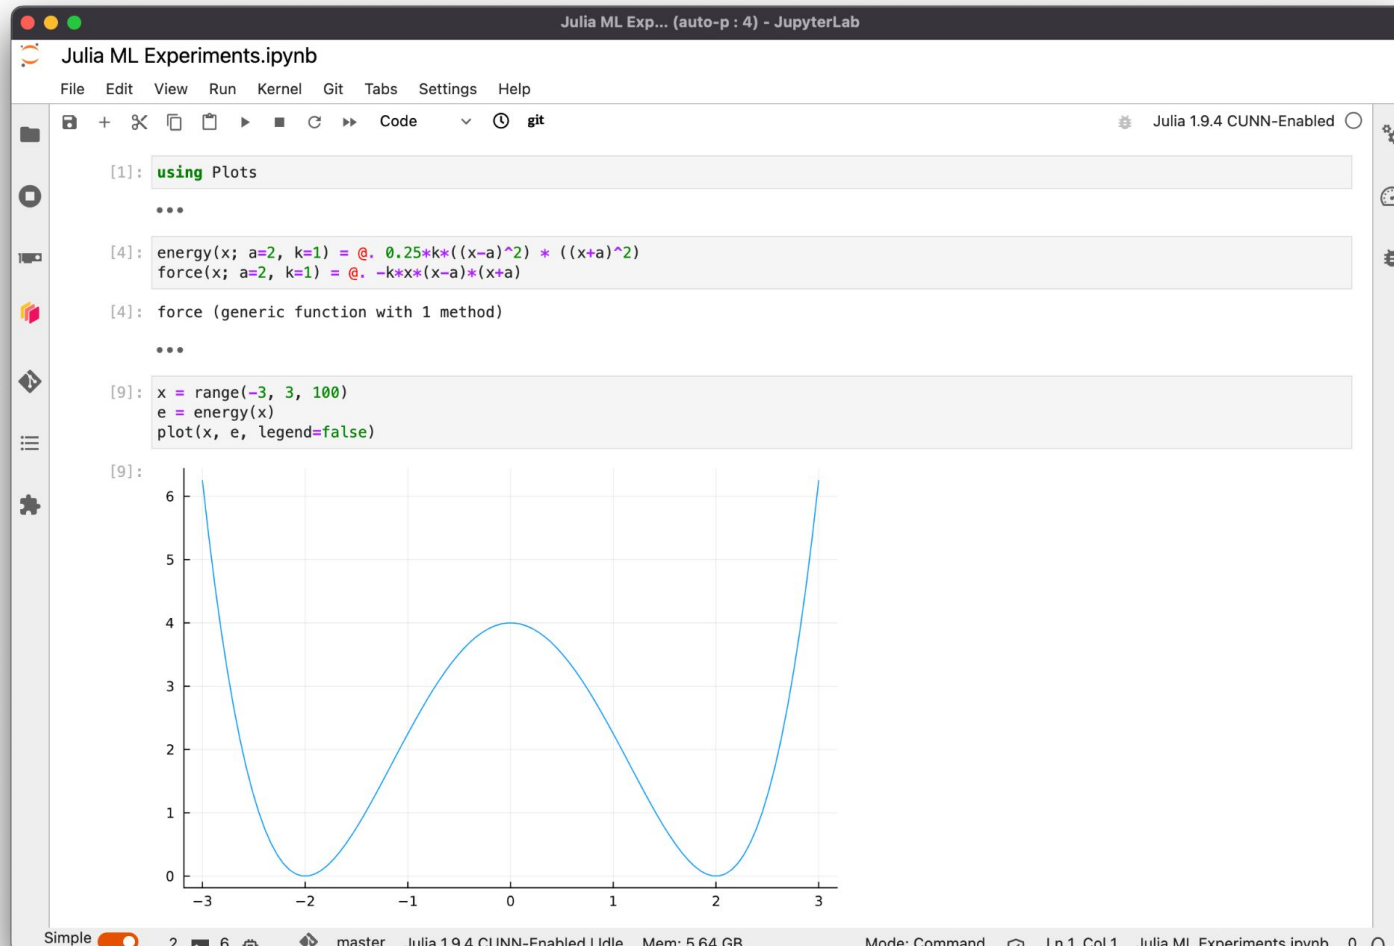 Julia ML Exp... (auto-p : 4) - JupyterLab
Julia ML Experiments.ipynb
File Edit View Run Kernel Git Tabs Settings Help
Code git Julia 1.9.4 CUNN-Enabled
[1]: using Plots
[4]: energy(x; a=2, k=1) = @. 0.25*k*((x-a)^2) * ((x+a)^2)
force(x; a=2, k=1) = @. -k*x*(x-a)*(x+a)
[4]: force (generic function with 1 method)
[9]: x = range(-3, 3, 100)
e = energy(x)
plot(x, e, legend=false)
[9]:
6
5
4
3
2
1
0
-3 -2 -1 0 1 2 3
Simple 2 6 master Julia 1.9.4 CUNN-Enabled | Idle Mem: 5.64 GB Mode: Command Ln 1, Col 1 Julia ML Experiments.ipynb 0